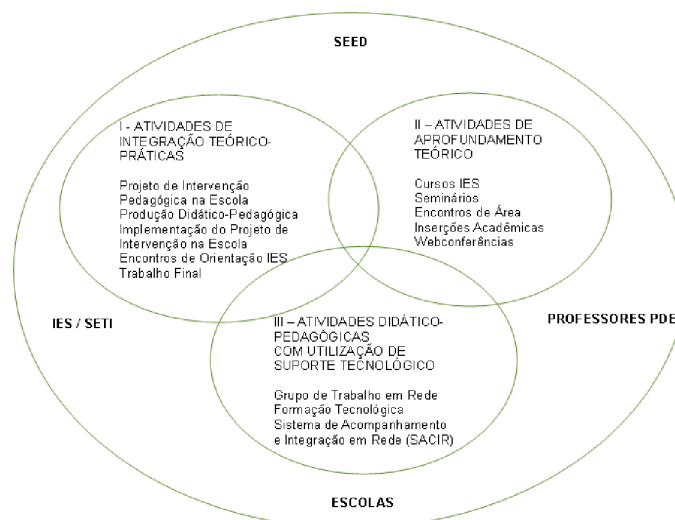 SEED
I - ATIVIDADES DE
INTEGRAÇÃO TEÓRICO-
PRÁTICAS
Projeto de Intervenção
Pedagógica na Escola
Produção Didático-Pedagógica
Implementação do Projeto de
Intervenção na Escola
Encontros de Orientação IES
Trabalho Final
II – ATIVIDADES DE
APROFUNDAMENTO
TEÓRICO
Cursos IES
Seminários
Encontros de Área
Inserções Acadêmicas
Webconferências
IES / SETI
PROFESSORES PDE
III – ATIVIDADES DIDÁTICO-
PEDAGÓGICAS
COM UTILIZAÇÃO DE
SUPORTE TECNOLÓGICO
Grupo de Trabalho em Rede
Formação Tecnológica
Sistema de Acompanhamento
e Integração em Rede (SACIR)
ESCOLAS